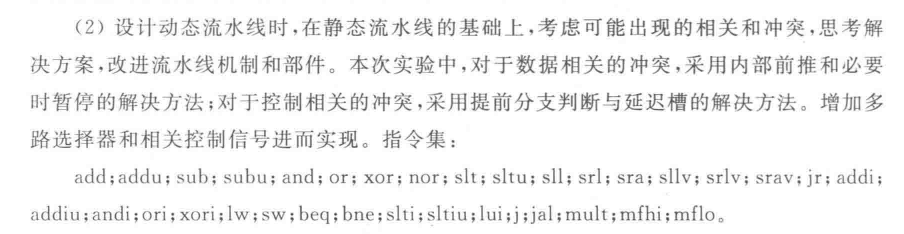 （2）设计动态流水线时,在静态流水线的基础上,考虑可能出现的相关和冲突,思考解
决方案,改进流水线机制和部件。本次实验中,对于数据相关的冲突,采用内部前推和必要
时暂停的解决方法;对于控制相关的冲突,采用提前分支判断与延迟槽的解决方法。增加多
路选择器和相关控制信号进而实现。指令集:
add;addu; sub; subu; and; or; xor; nor; slt; sltu; sll; srl; sra; sllv; srlv; srav; jr; addi;
addiu;andi;ori;xori;lw;sw;beq;bne;slti;sltiu;lui;j;jal;mult;mfhi;mflo。